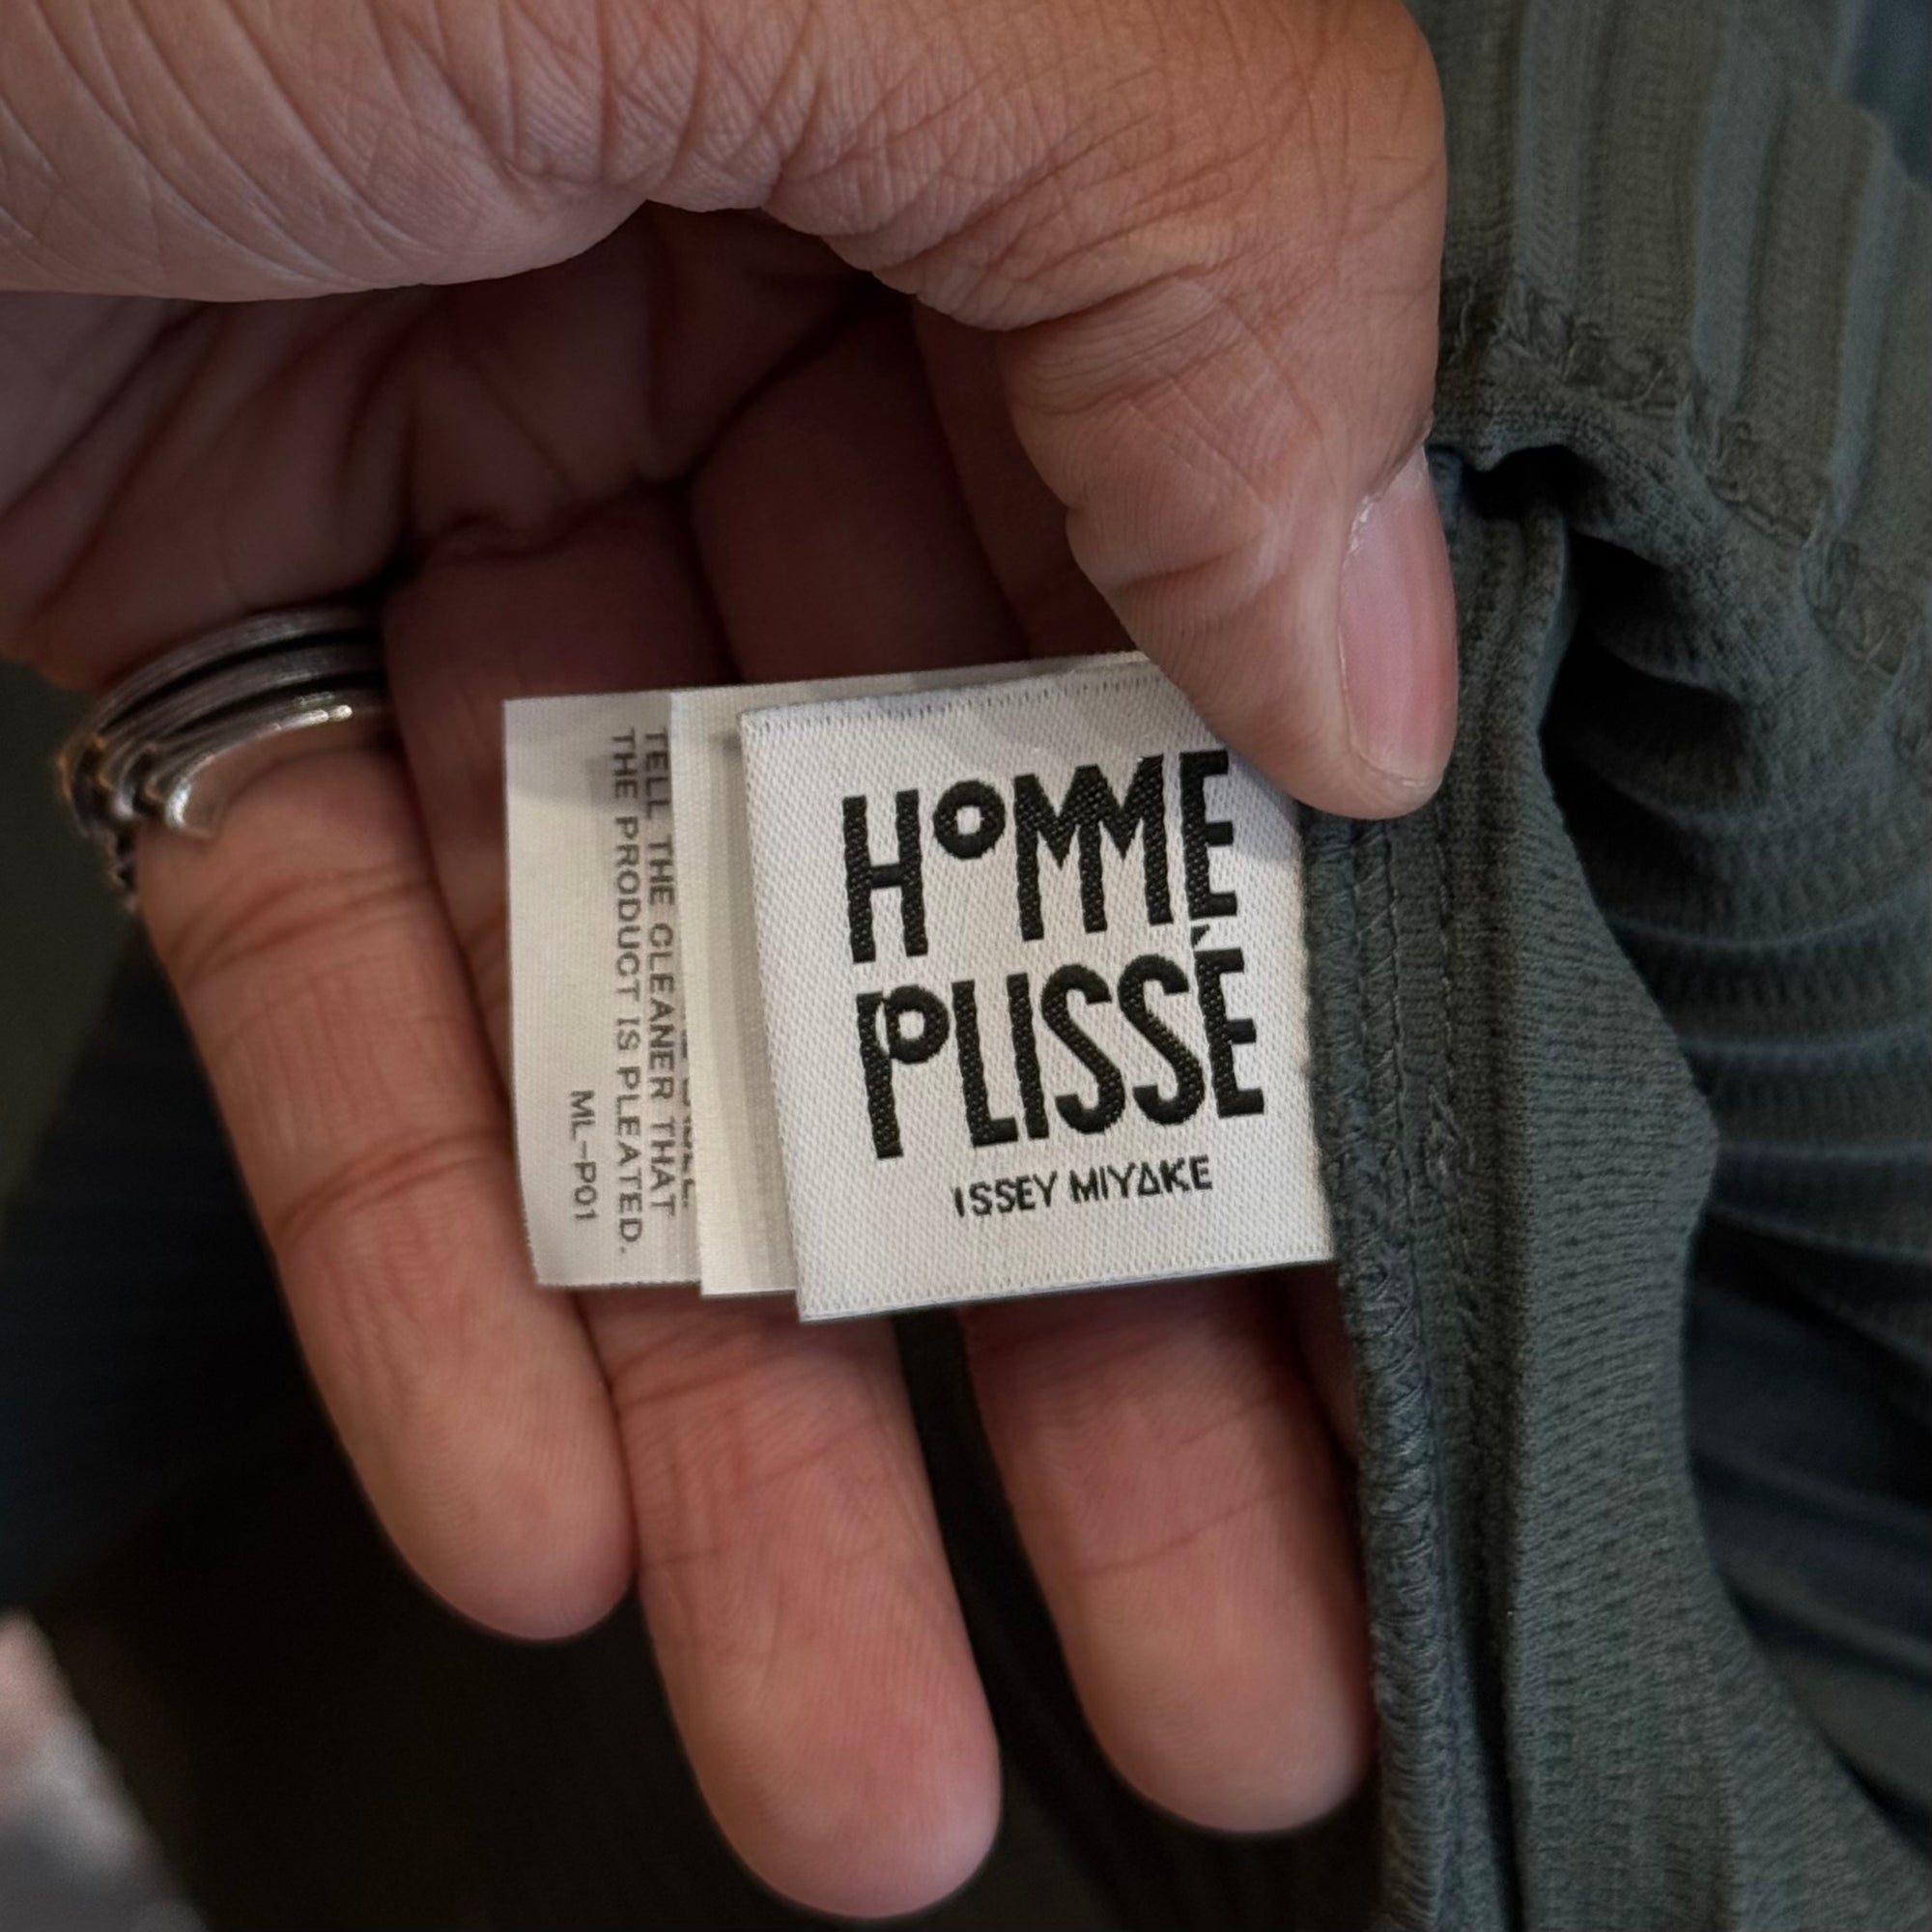 HOMME
PLISSÉ
ISSEY MIYAKE
TELL THE CLEANER THAT
THE PRODUCT IS PLEATED.
ML-P01